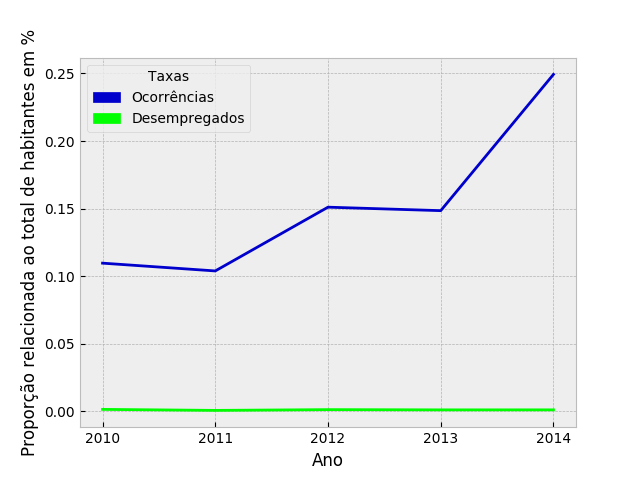 Proporção relacionada ao total de habitantes em %
0.25
0.20
0.15
0.10
0.05
0.00
Taxas
Ocorrências
Desempregados
2010 2011 2012 2013 2014
Ano